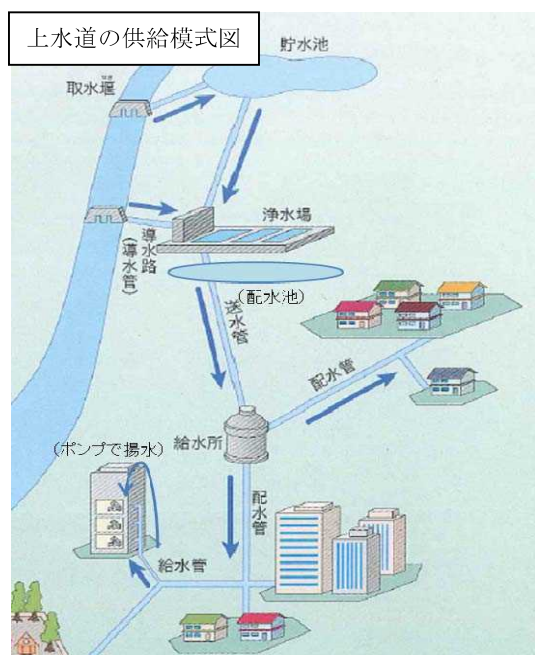 上水道の供給模式図
貯水池
取水堰
浄水場
導水路
(導水管)
(配水池)
送水管
配水管
給水所
(ポンプで揚水)
配水管
給水管